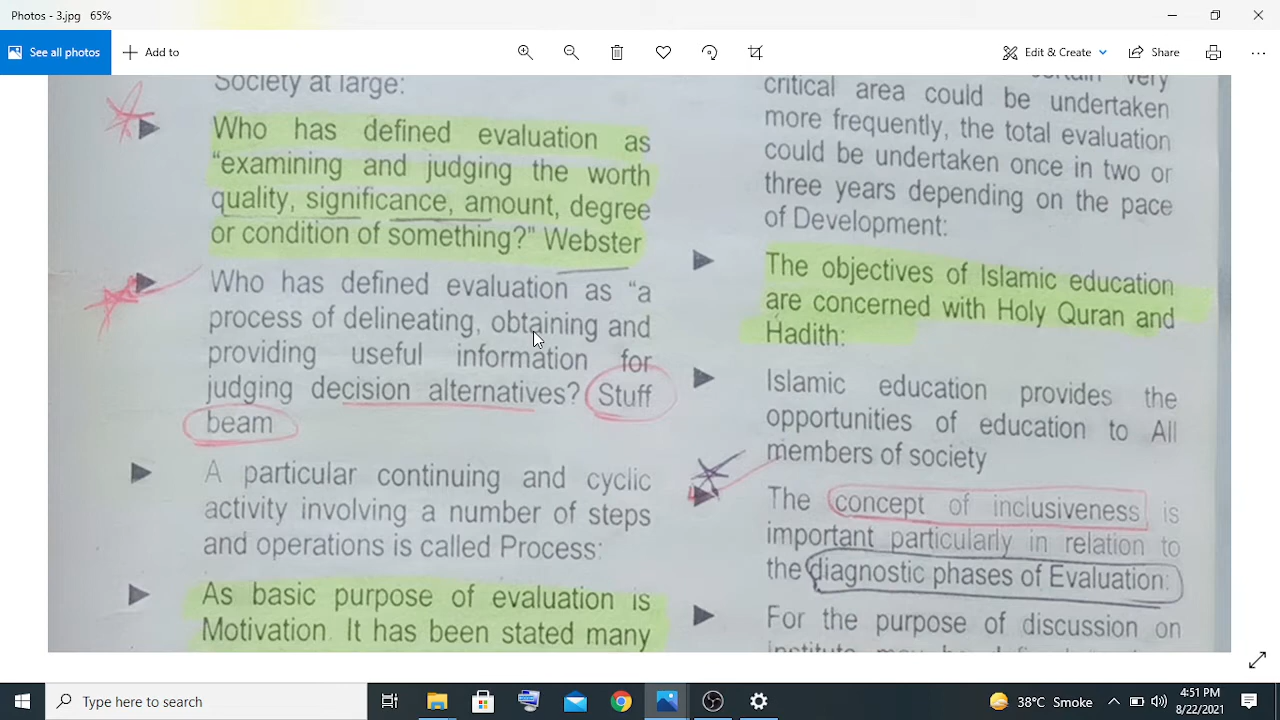 Photos - 3.jpg   65%
See all photos
Add to
Edit & Create
Share
Society at large:
Who has defined evaluation as
“examining and judging the worth
quality, significance, amount, degree
or condition of something?” Webster
Who has defined evaluation as “a
process of delineating, obtaining and
providing useful information for
judging decision alternatives? Stuff
beam
A particular continuing and cyclic
activity involving a number of steps
and operations is called Process:
As basic purpose of evaluation is
Motivation. It has been stated many
certain very
critical area could be undertaken
more frequently, the total evaluation
could be undertaken once in two or
three years depending on the pace
of Development:
The objectives of Islamic education
are concerned with Holy Quran and
Hadith:
Islamic education provides the
opportunities of education to All
members of society
The concept of inclusiveness is
important particularly in relation to
the diagnostic phases of Evaluation:
For the purpose of discussion on
Type here to search
38°C Smoke
4:51 PM
8/22/2021